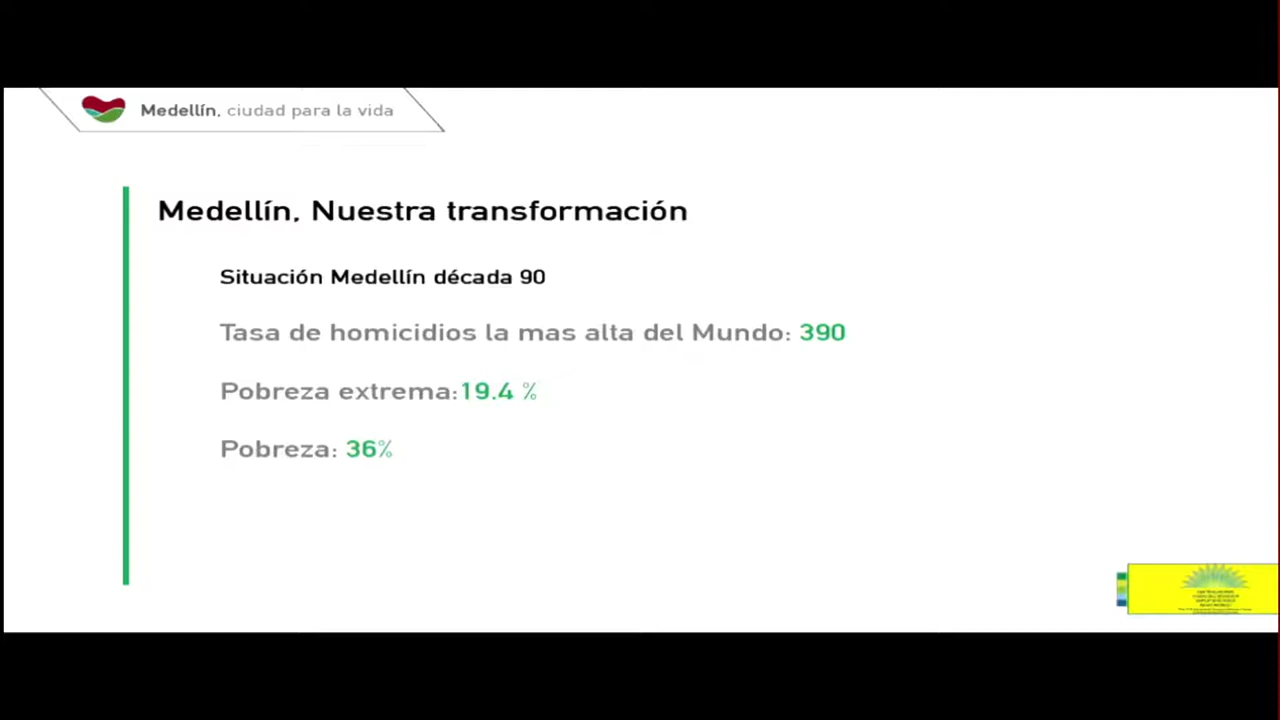 Medellín, ciudad para la vida
Medellín, Nuestra transformación
Situación Medellín década 90
Tasa de homicidios la mas alta del Mundo: 390
Pobreza extrema:19.4 %
Pobreza: 36%